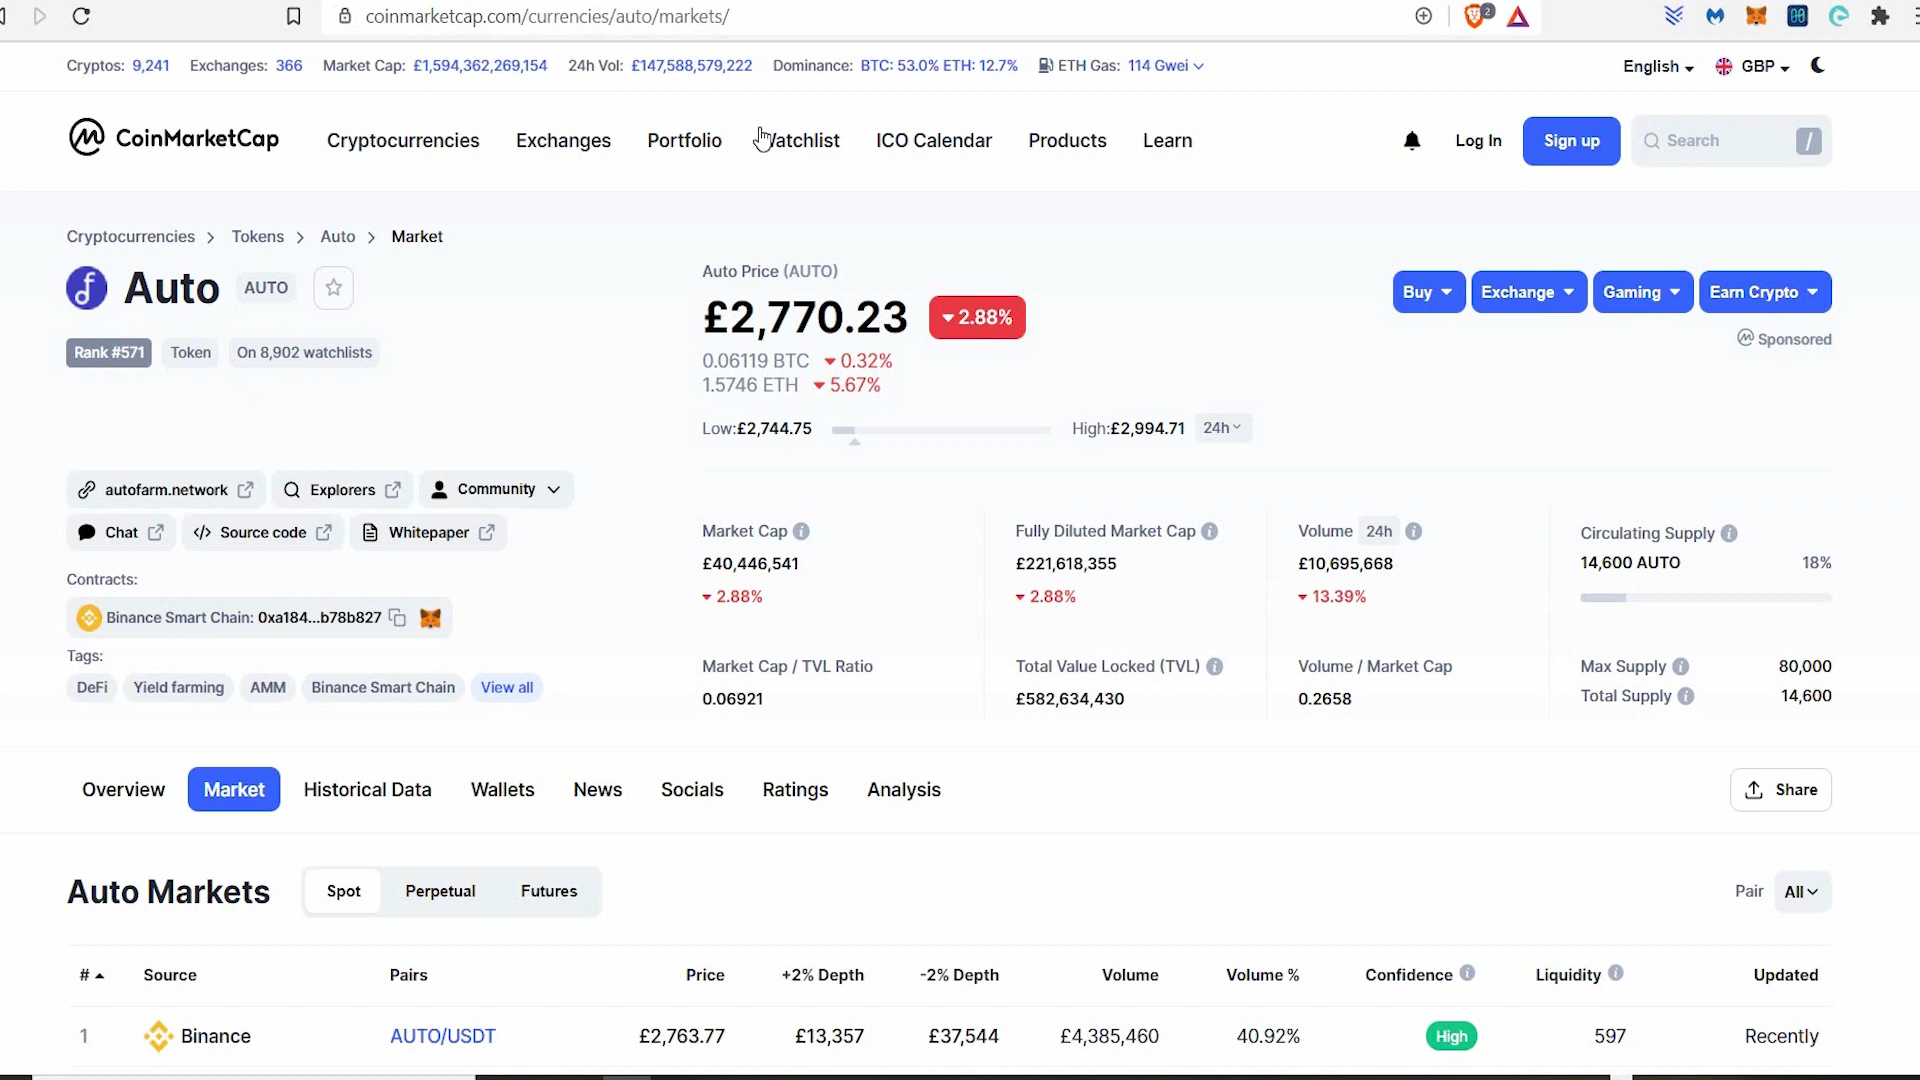 coinmarketcap.com/currencies/auto/markets/
2
Cryptos: 9,241 Exchanges: 366 Market Cap: £1,594,362,269,154 24h Vol: £147,588,579,222 Dominance: BTC: 53.0% ETH: 12.7% ETH Gas: 114 Gwei English GBP
CoinMarketCap Cryptocurrencies Exchanges Portfolio Watchlist ICO Calendar Products Learn Log In Sign up Search /
Cryptocurrencies > Tokens > Auto > Market
Auto AUTO
Rank #571 Token On 8,902 watchlists
Auto Price (AUTO)
£2,770.23 2.88%
0.06119 BTC 0.32%
1.5746 ETH 5.67%
Low:£2,744.75 High:£2,994.71 24h
Buy Exchange Gaming Earn Crypto
Sponsored
autofarm.network Explorers Community
Chat </> Source code Whitepaper
Contracts:
Binance Smart Chain: 0xa184...b78b827
Tags:
DeFi Yield farming AMM Binance Smart Chain View all
Market Cap
£40,446,541
2.88%
Fully Diluted Market Cap
£221,618,355
2.88%
Volume 24h
£10,695,668
13.39%
Circulating Supply
14,600 AUTO 18%
Market Cap / TVL Ratio
0.06921
Total Value Locked (TVL)
£582,634,430
Volume / Market Cap
0.2658
Max Supply 80,000
Total Supply 14,600
Overview Market Historical Data Wallets News Socials Ratings Analysis Share
Auto Markets Spot Perpetual Futures Pair All
# Source Pairs Price +2% Depth -2% Depth Volume Volume % Confidence Liquidity Updated
1 Binance AUTO/USDT £2,763.77 £13,357 £37,544 £4,385,460 40.92% High 597 Recently